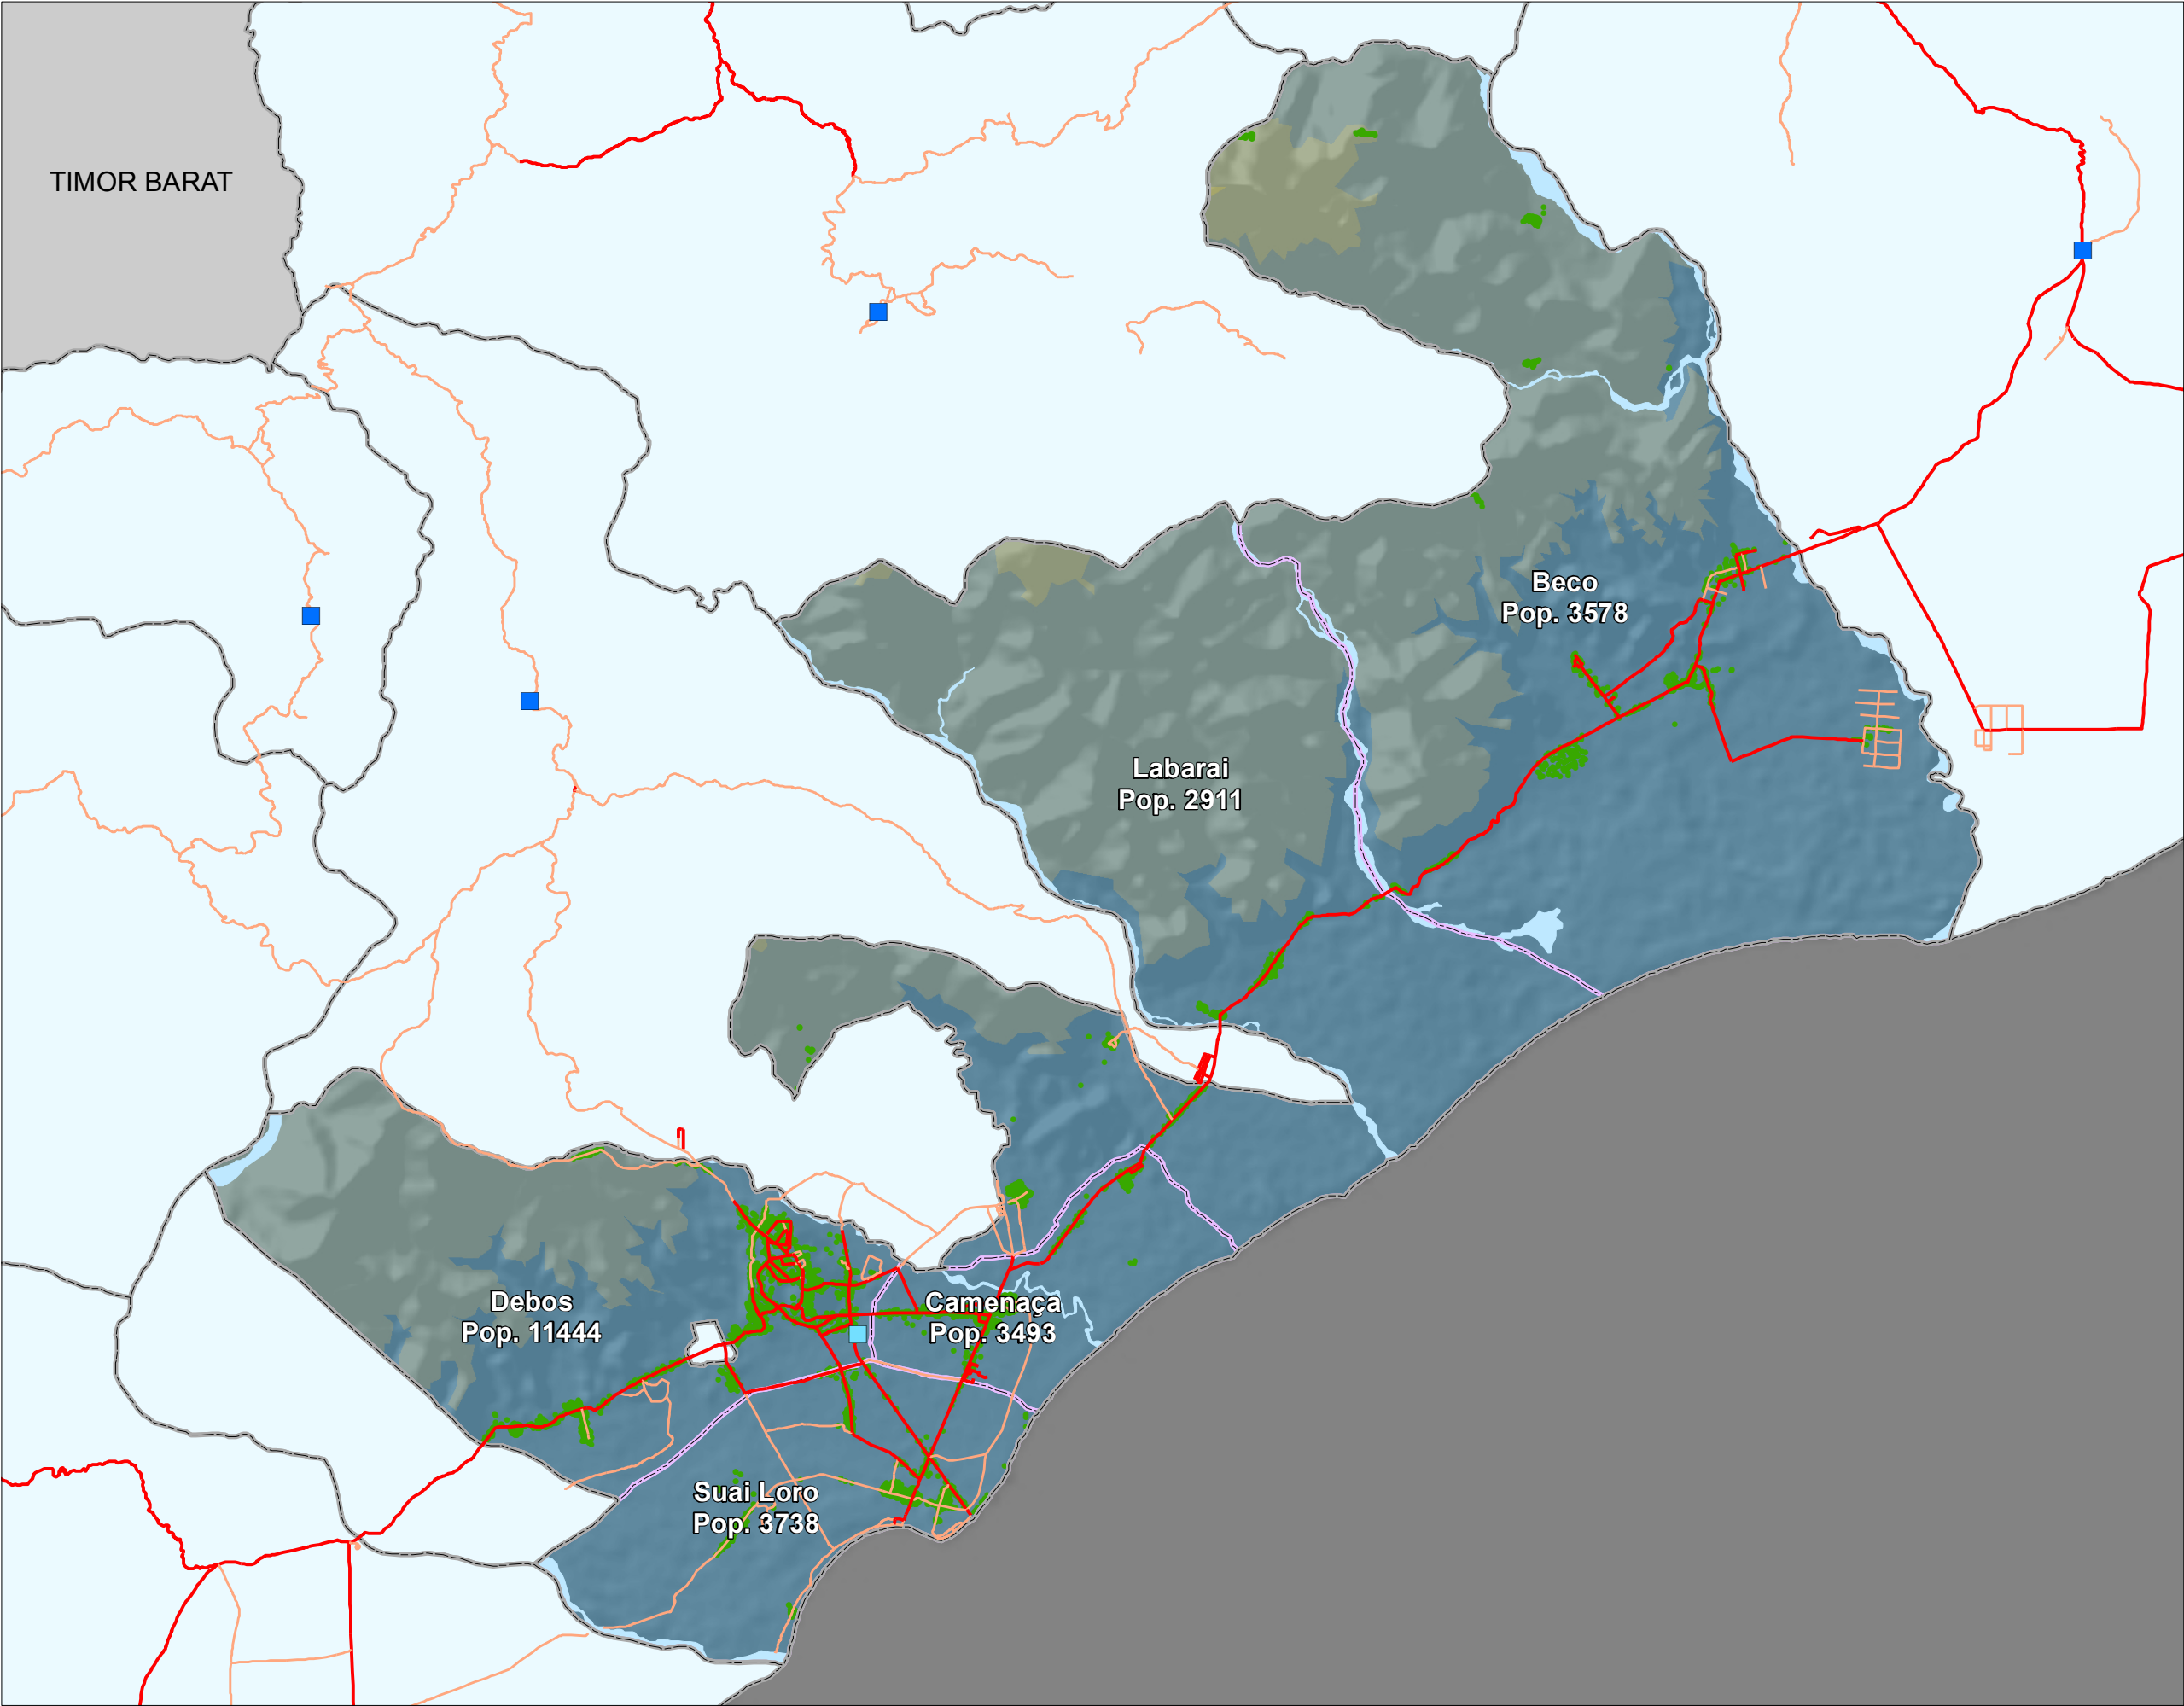 TIMOR BARAT
Beco
Pop. 3578
Labarai
Pop. 2911
Debos
Pop. 11444
Camenaça
Pop. 3493
Suai Loro
Pop. 3738